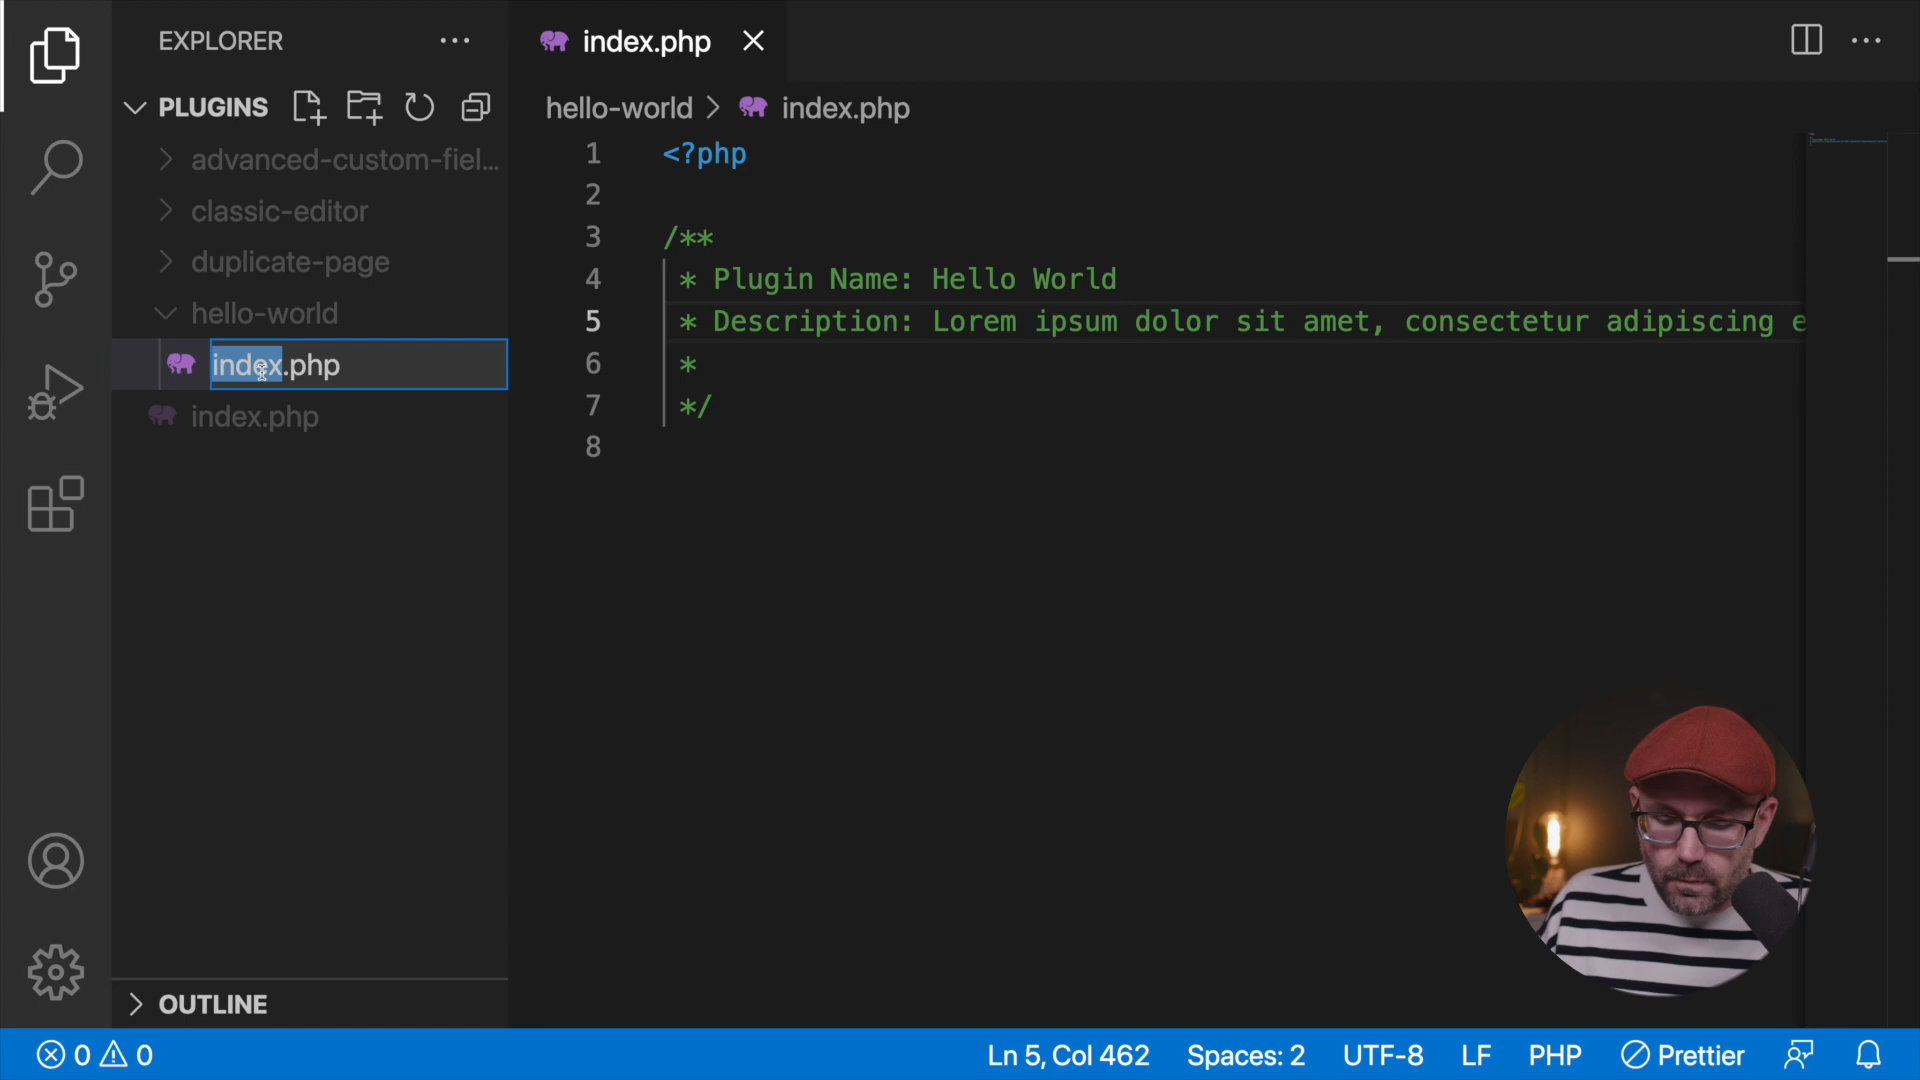 EXPLORER
PLUGINS
advanced-custom-fiel...
classic-editor
duplicate-page
hello-world
index.php
index.php
OUTLINE
index.php
hello-world > index.php
1 <?php
2
3 /**
4 * Plugin Name: Hello World
5 * Description: Lorem ipsum dolor sit amet, consectetur adipiscing e
6 *
7 */
8
0 0
Ln 5, Col 462
Spaces: 2
UTF-8
LF
PHP
Prettier